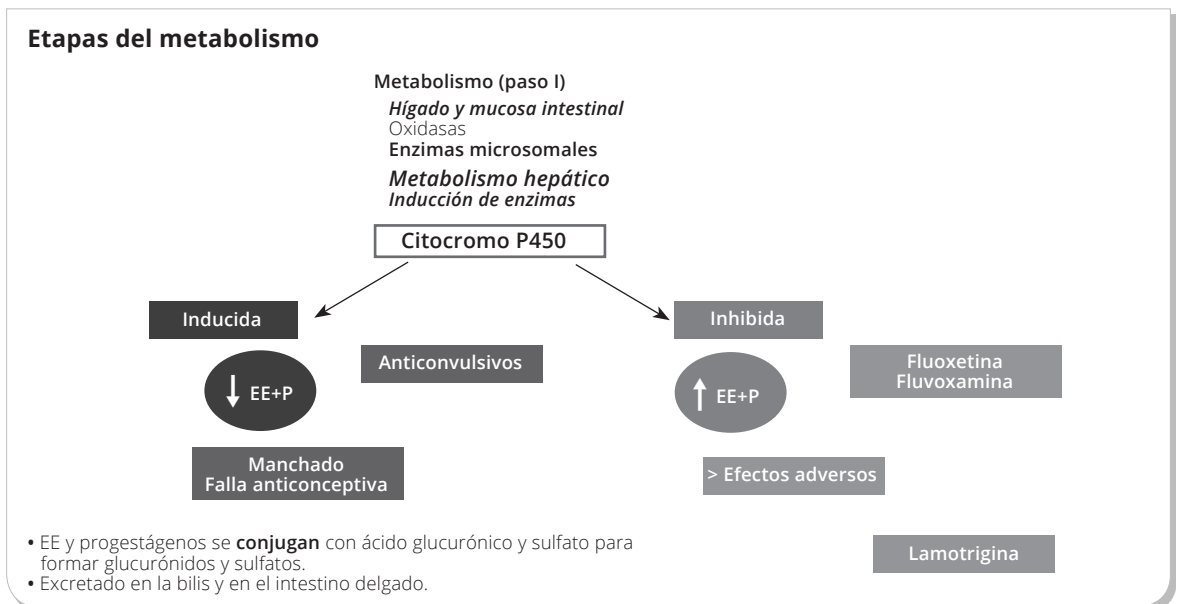 Etapas del metabolismo
Metabolismo (paso I)
Hígado y mucosa intestinal
Oxidasas
Enzimas microsomales
Metabolismo hepático
Inducción de enzimas
Citocromo P450
Inducida
Inhibida
Anticonvulsivos
Fluoxetina
Fluvoxamina
↓ EE+P
↑ EE+P
Manchado
Falla anticonceptiva
> Efectos adversos
• EE y progestágenos se conjugan con ácido glucurónico y sulfato para
formar glucurónidos y sulfatos.
• Excretado en la bilis y en el intestino delgado.
Lamotrigina